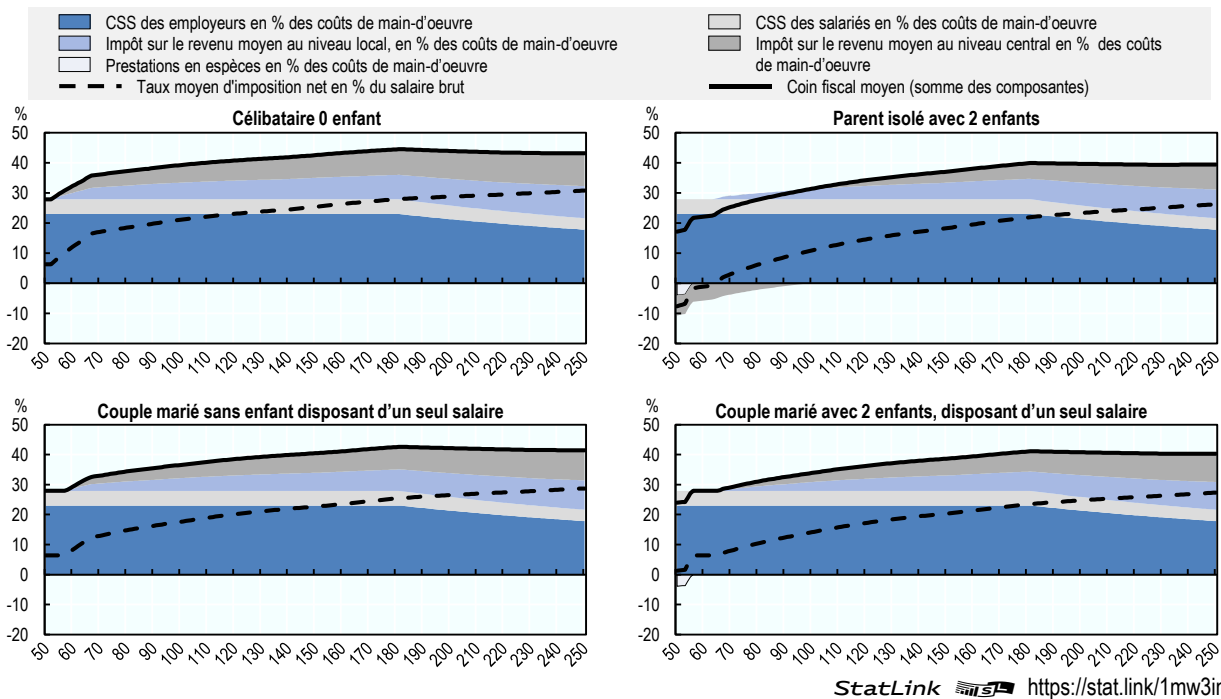 CSS des employeurs en % des coûts de main-d'oeuvre
CSS des salariés en % des coûts de main-d'oeuvre
Impôt sur le revenu moyen au niveau local, en % des coûts de main-d'oeuvre
Impôt sur le revenu moyen au niveau central en % des coûts
de main-d'oeuvre
Prestations en espèces en % des coûts de main-d'oeuvre
Taux moyen d'imposition net en % du salaire brut
Coin fiscal moyen (somme des composantes)
%
Célibataire 0 enfant
50
40
30
20
10
0
-10
-20
50 60 70 80 90 100 110 120 130 140 150 160 170 180 190 200 210 220 230 240 250
%
Parent isolé avec 2 enfants
50
40
30
20
10
0
-10
-20
50 60 70 80 90 100 110 120 130 140 150 160 170 180 190 200 210 220 230 240 250
%
Couple marié sans enfant disposant d'un seul salaire
50
40
30
20
10
0
-10
-20
50 60 70 80 90 100 110 120 130 140 150 160 170 180 190 200 210 220 230 240 250
%
Couple marié avec 2 enfants, disposant d'un seul salaire
50
40
30
20
10
0
-10
-20
50 60 70 80 90 100 110 120 130 140 150 160 170 180 190 200 210 220 230 240 250
StatLink https://stat.link/1mw3ir